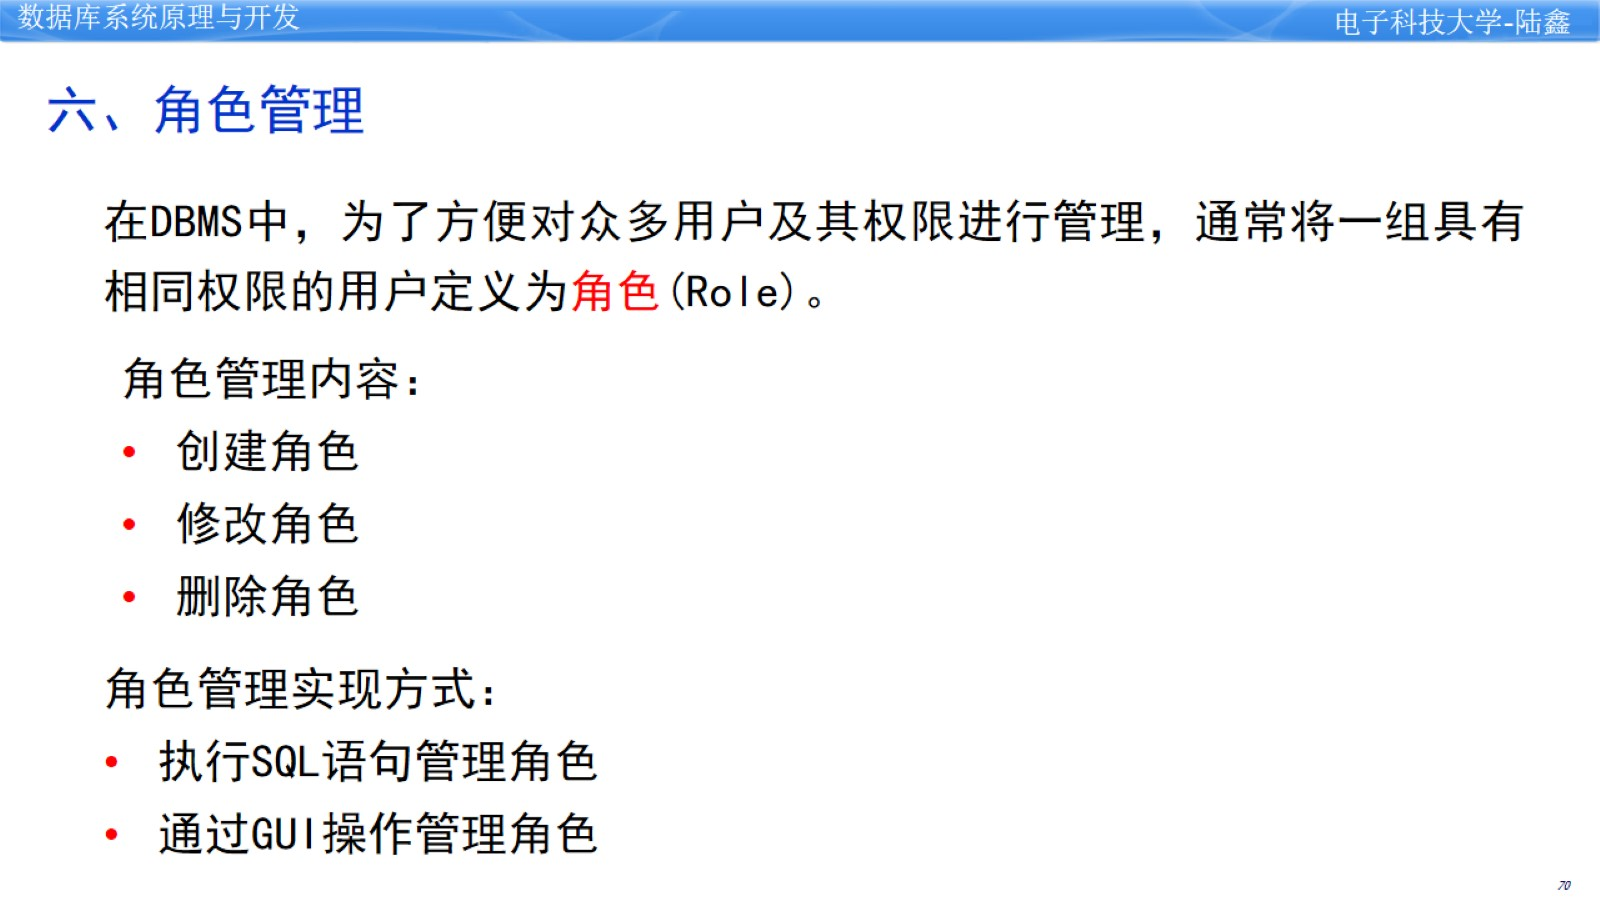 数据库系统原理与开发
电子科技大学-陆鑫
六、角色管理
在DBMS中，为了方便对众多用户及其权限进行管理，通常将一组具有
相同权限的用户定义为角色(Role)。
角色管理内容：
• 创建角色
• 修改角色
• 删除角色
角色管理实现方式：
• 执行SQL语句管理角色
• 通过GUI操作管理角色
70